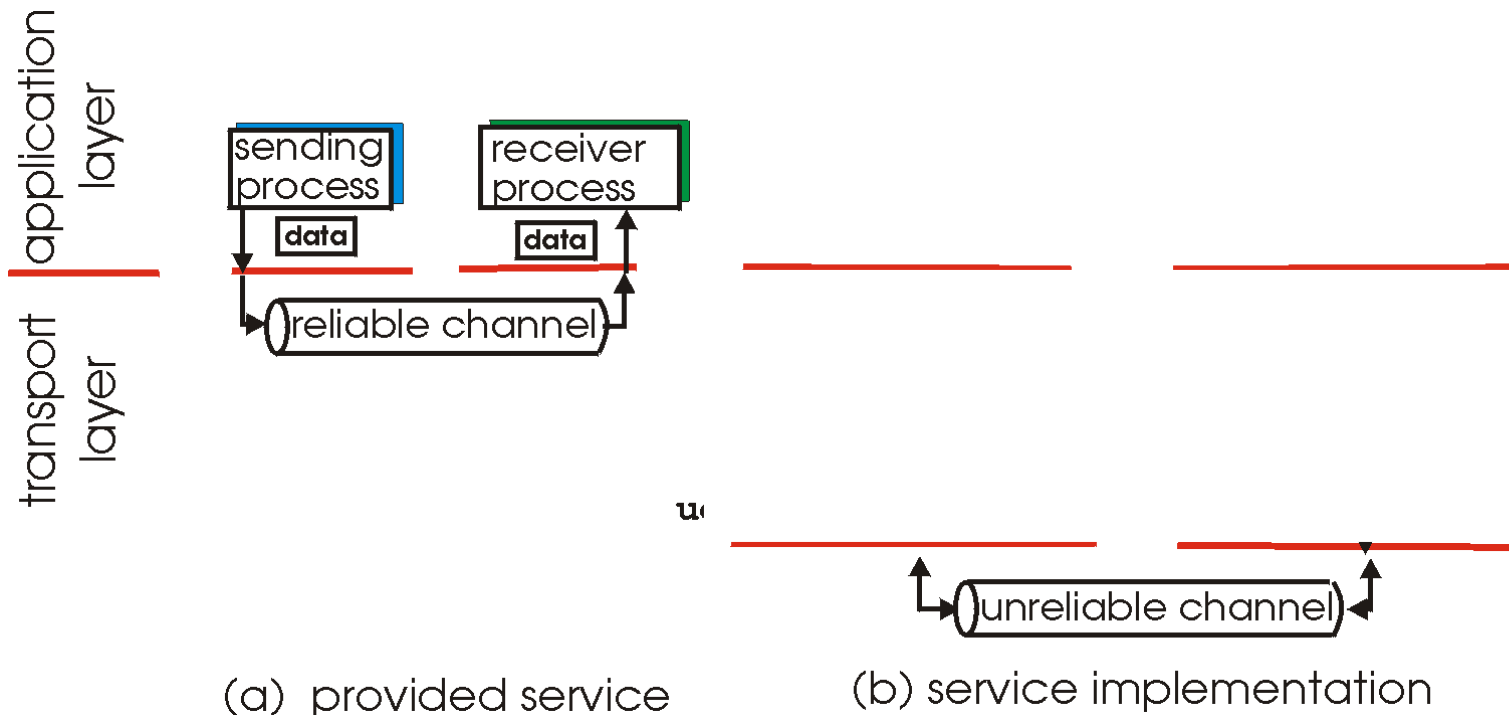 application
layer
transport
layer
sending
process
receiver
process
data
data
reliable channel
unreliable channel
(a) provided service
(b) service implementation